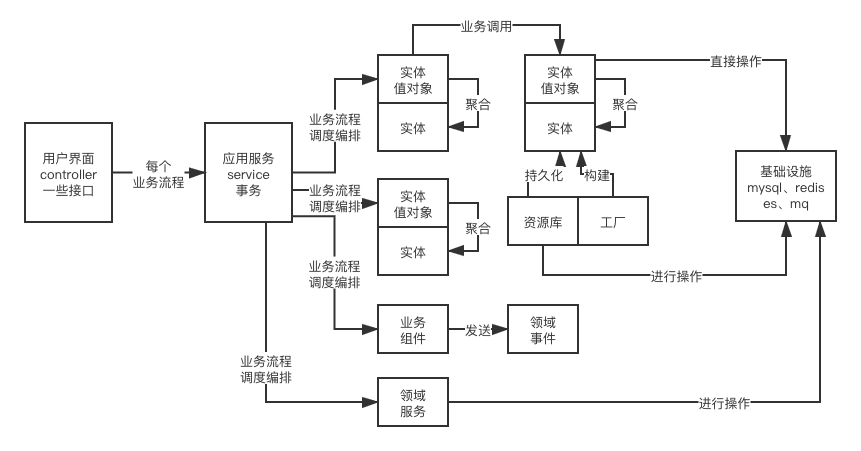 业务调用
实体
值对象
聚合
实体
实体
值对象
聚合
实体
直接操作
业务流程
调度编排
用户界面
controller
一些接口
每个
业务流程
应用服务
service
事务
基础设施
mysql、redis
es、mq
持久化
构建
业务流程
调度编排
实体
值对象
聚合
实体
资源库
工厂
业务流程
调度编排
进行操作
业务
组件
发送
领域
事件
业务流程
调度编排
领域
服务
进行操作